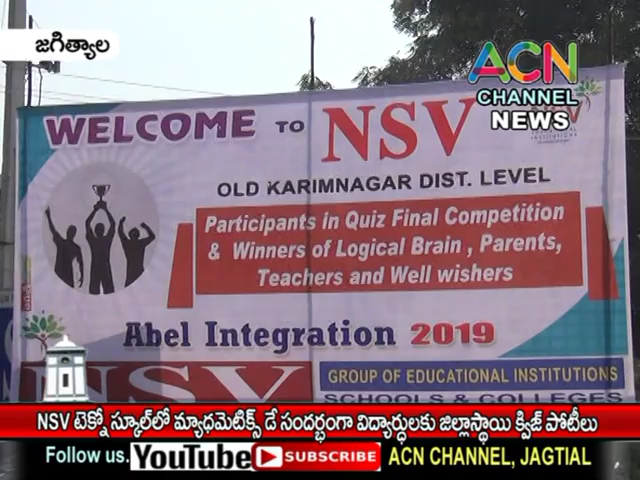 జగిత్యాల
ACN
CHANNEL
NEWS
WELCOME TO NSV
OLD KARIMNAGAR DIST. LEVEL
Participants in Quiz Final Competition
& Winners of Logical Brain , Parents,
Teachers and Well wishers
Abel Integration 2019
NSV GROUP OF EDUCATIONAL INSTITUTIONS
SCHOOLS & COLLEGES
NSV టెక్నో స్కూల్‌లో మ్యాధమెటిక్స్ డే సందర్భంగా విద్యార్ధులకు జిల్లాస్థాయి క్విజ్ పోటీలు
Follow us. YouTube SUBSCRIBE ACN CHANNEL, JAGTIAL